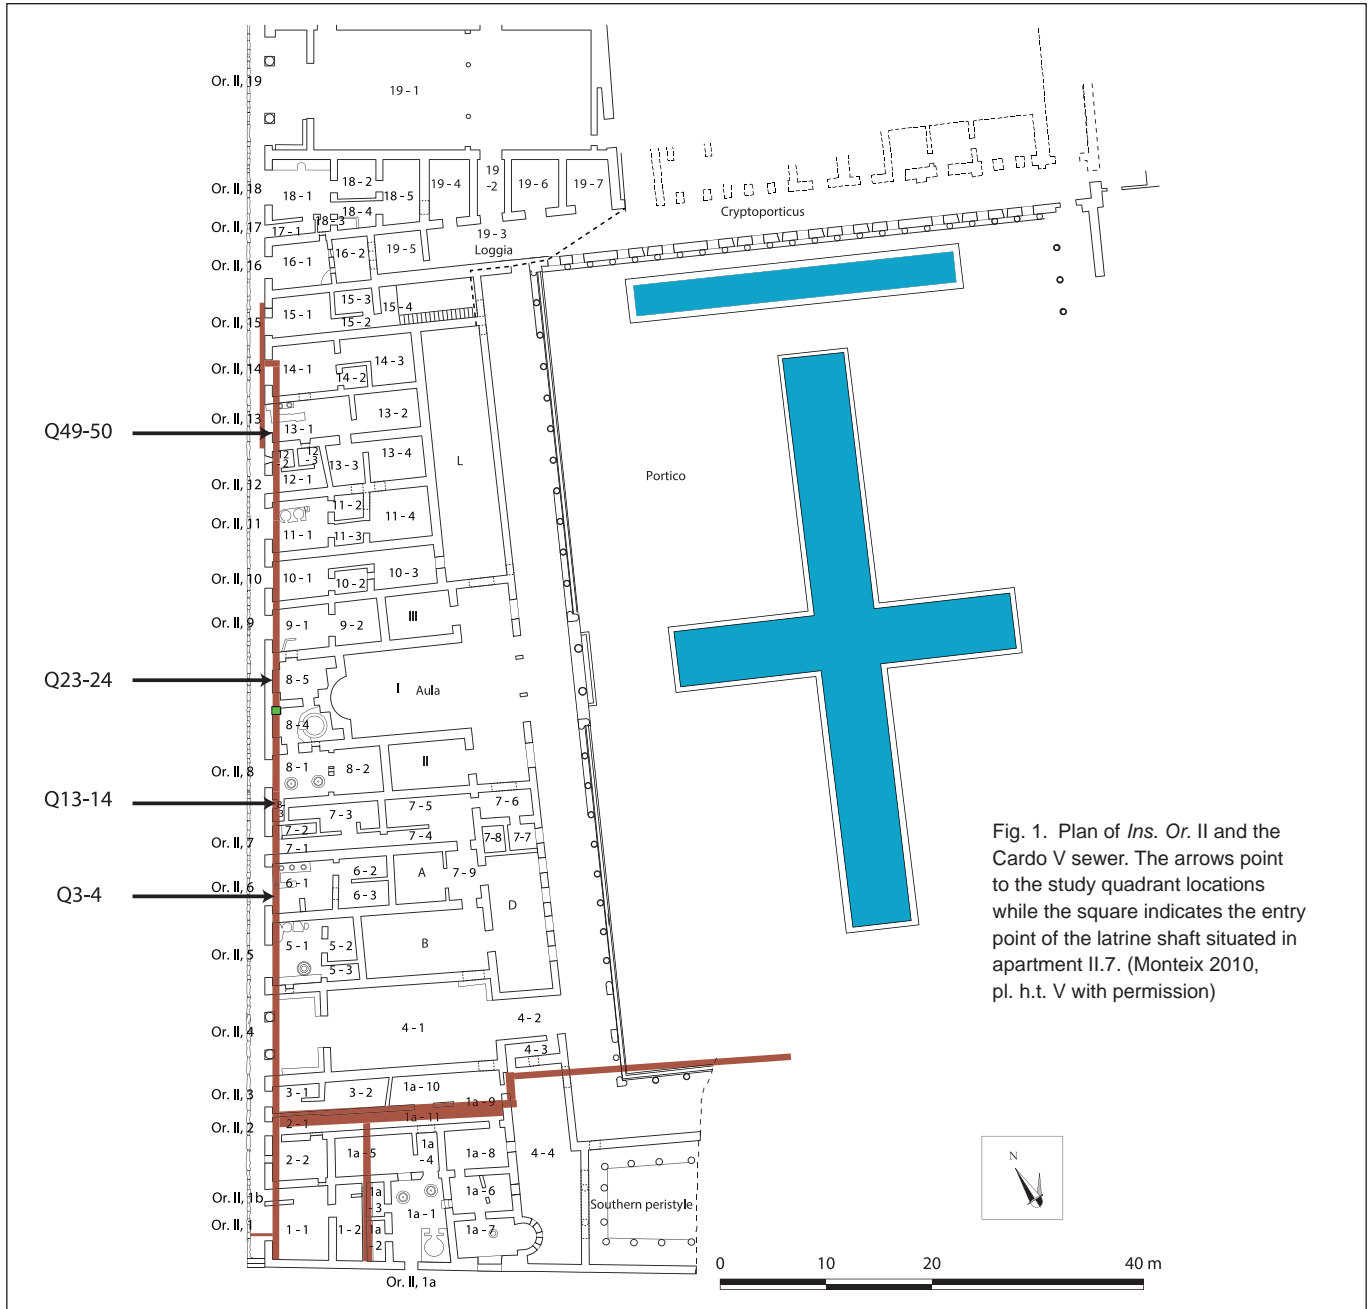 Or. II, 19
19 - 1
Or. II, 18
18 - 1
18 - 2
18 - 5
19 - 4
19
- 2
19 - 6
19 - 7
18 - 4
18 - 3
Or. II, 17
17 - 1
19 - 3
Loggia
Cryptoporticus
Or. II, 16
16 - 1
16 - 2
19 - 5
Or. II, 15
15 - 1
15 - 3
15 - 2
15 - 4
Or. II, 14
14 - 1
14 - 2
14 - 3
Or. II, 13
13 - 1
13 - 2
Q49-50
12
- 2
12
- 3
13 - 3
13 - 4
Or. II, 12
12 - 1
L
Portico
Or. II, 11
11 - 1
11 - 2
11 - 3
11 - 4
Or. II, 10
10 - 1
10 - 2
10 - 3
Or. II, 9
9 - 1
9 - 2
III
Q23-24
8 - 5
I Aula
8 - 4
Or. II, 8
8 - 1
8 - 2
II
Q13-14
8
- 3
7 - 3
7 - 5
7 - 6
7 - 2
7 - 4
7-8
7-7
Or. II, 7
7 - 1
Or. II, 6
6 - 1
6 - 2
6 - 3
A
7 - 9
Q3-4
D
Or. II, 5
5 - 1
5 - 2
5 - 3
B
Or. II, 4
4 - 1
4 - 2
4 - 3
Or. II, 3
3 - 1
3 - 2
1a - 10
1a - 9
1a - 11
Or. II, 2
2 - 1
2 - 2
1a - 5
1a
- 4
1a - 8
4 - 4
Or. II, 1b
1a
- 3
1a - 1
1a - 6
Southern peristyle
Or. II, 1
1 - 1
1 - 2
1a
- 2
1a - 7
Or. II, 1a
Fig. 1. Plan of Ins. Or. II and the
Cardo V sewer. The arrows point
to the study quadrant locations
while the square indicates the entry
point of the latrine shaft situated in
apartment II.7. (Monteix 2010,
pl. h.t. V with permission)
N
0 10 20 40 m